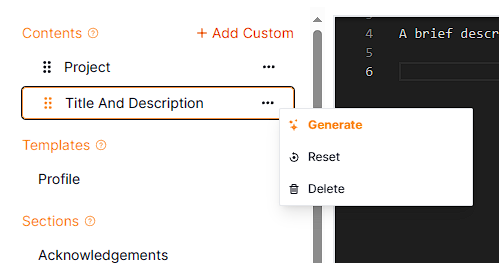 Contents
+ Add Custom
Project
Title And Description
Generate
Reset
Delete
Templates
Profile
Sections
Acknowledgements
4 A brief descr
5
6